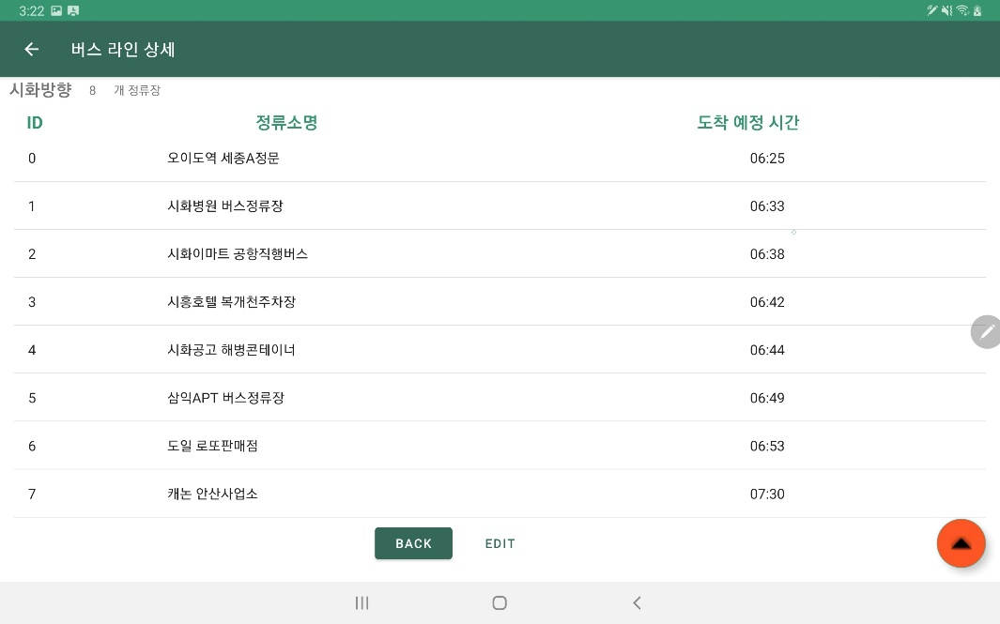 3:22
버스 라인 상세
시화방향 8 개 정류장
ID 정류소명 도착 예정 시간
0 오이도역 세종A정문 06:25
1 시화병원 버스정류장 06:33
2 시화이마트 공항직행버스 06:38
3 시흥호텔 복개천주차장 06:42
4 시화공고 해병콘테이너 06:44
5 삼익APT 버스정류장 06:49
6 도일 로또판매점 06:53
7 캐논 안산사업소 07:30
BACK EDIT